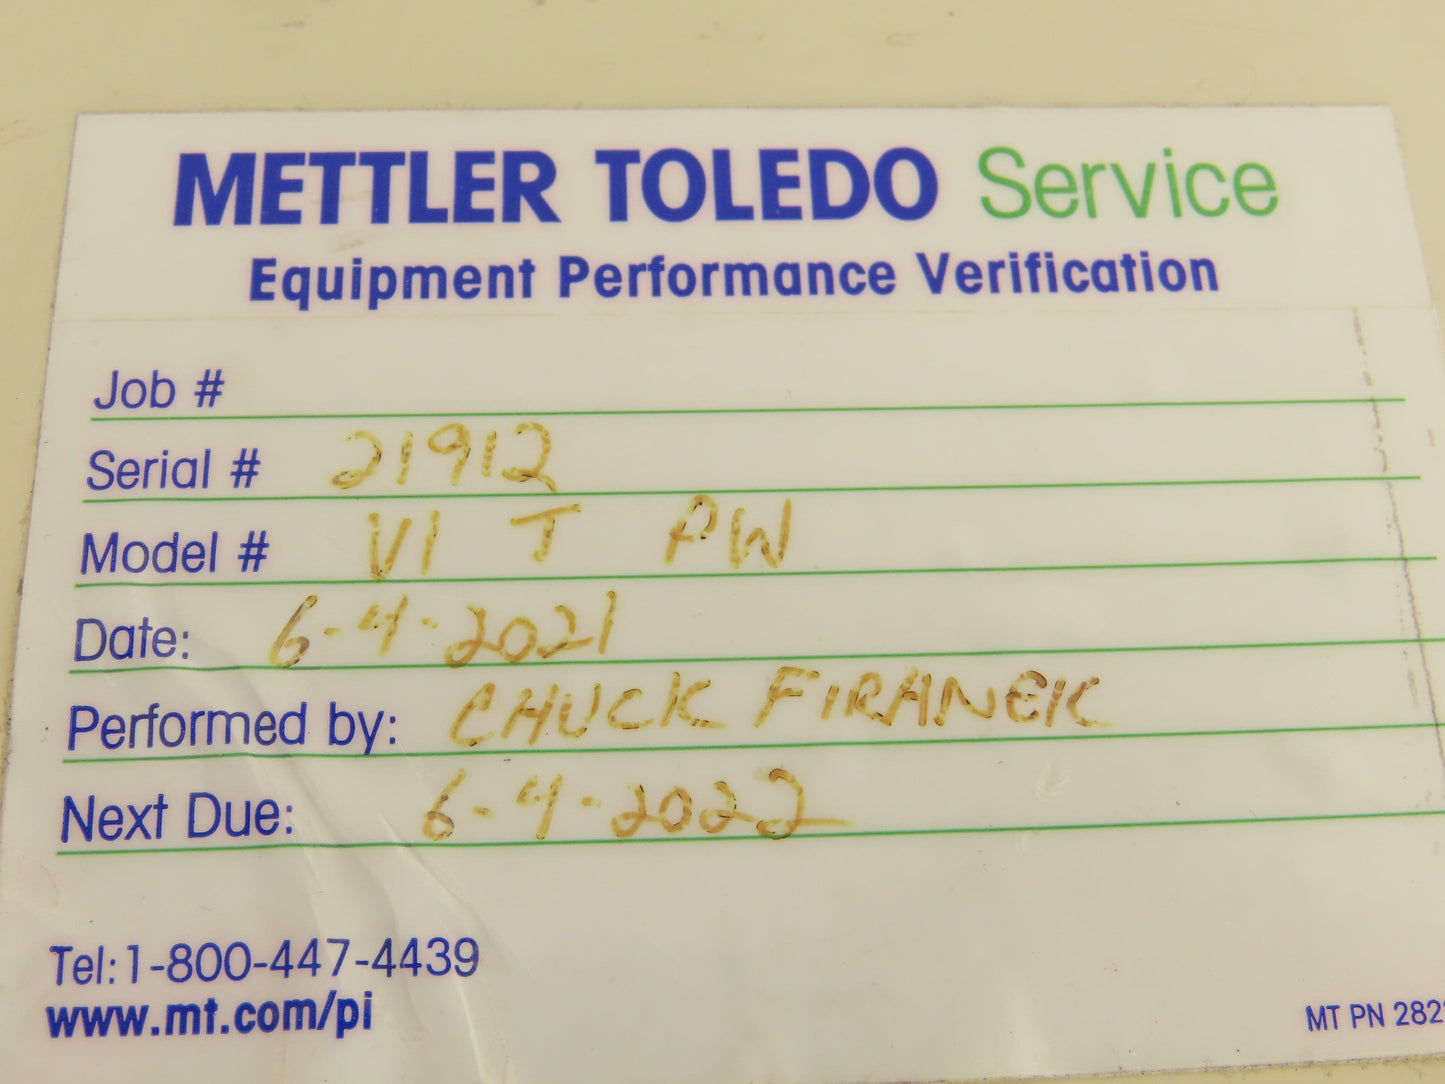 METTLER TOLEDO Service
Equipment Performance Verification
Job #
Serial # 21912
Model # VI T PW
Date: 6-4-2021
Performed by: CHUCK FIRANEK
Next Due: 6-4-2022
Tel:1-800-447-4439
www.mt.com/pi
MT PN 282